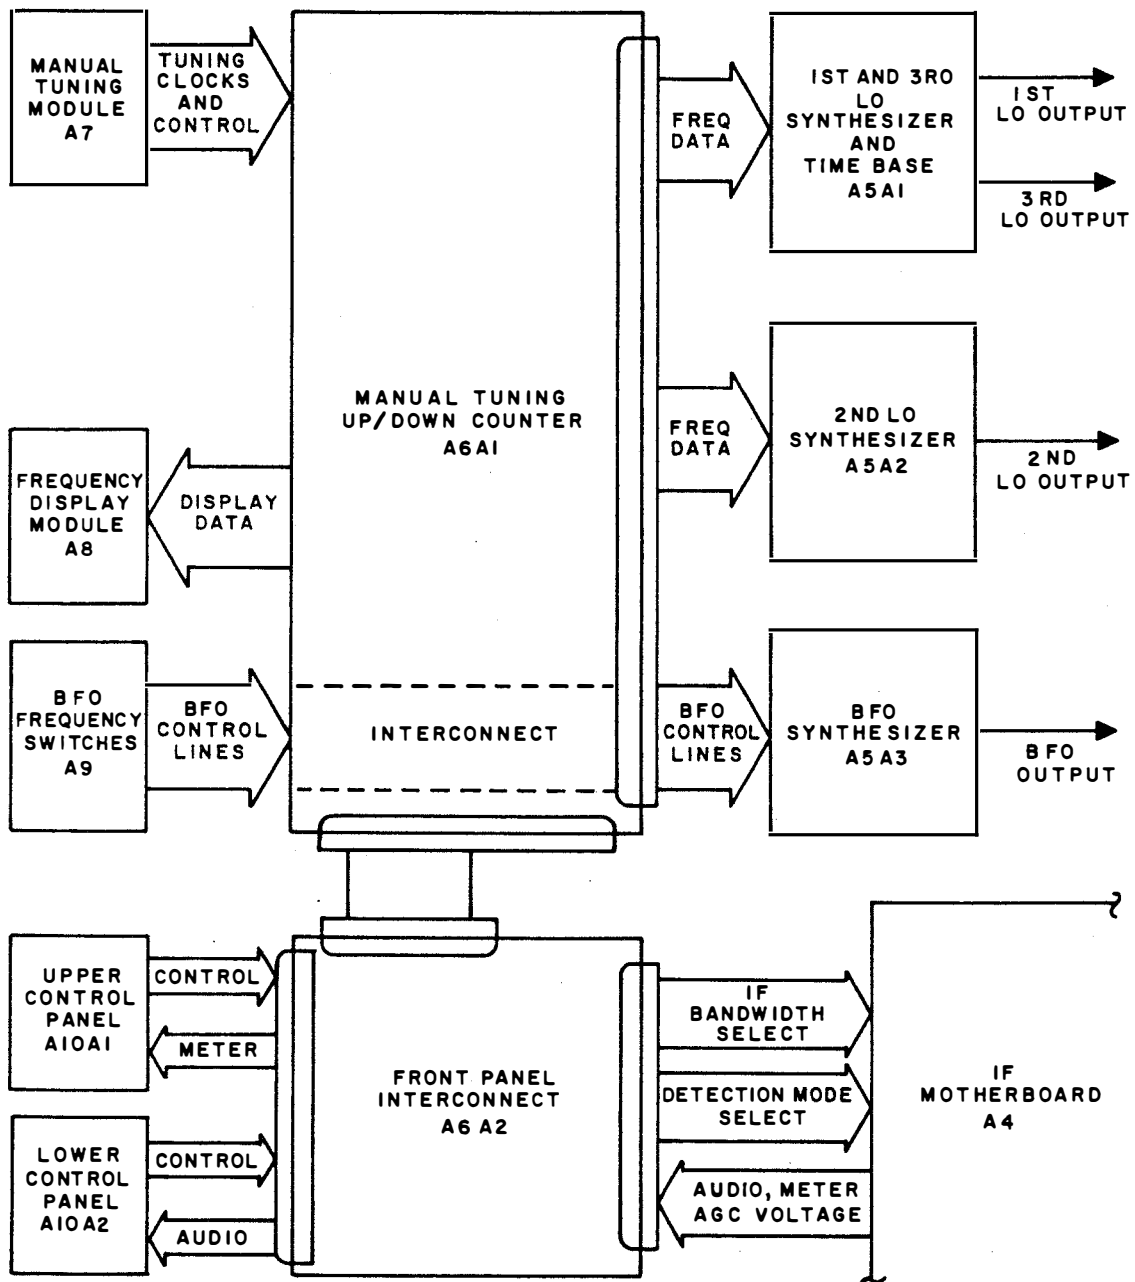 MANUAL
TUNING
MODULE
A7
TUNING
CLOCKS
AND
CONTROL
FREQ
DATA
1ST AND 3RO
LO
SYNTHESIZER
AND
TIME BASE
A5A1
1ST
LO OUTPUT
3RD
LO OUTPUT
MANUAL TUNING
UP/DOWN COUNTER
A6A1
FREQ
DATA
2ND LO
SYNTHESIZER
A5A2
2ND
LO OUTPUT
FREQUENCY
DISPLAY
MODULE
A8
DISPLAY
DATA
BFO
FREQUENCY
SWITCHES
A9
BFO
CONTROL
LINES
INTERCONNECT
BFO
CONTROL
LINES
BFO
SYNTHESIZER
A5A3
BFO
OUTPUT
UPPER
CONTROL
PANEL
A10A1
CONTROL
METER
LOWER
CONTROL
PANEL
A10A2
CONTROL
AUDIO
FRONT PANEL
INTERCONNECT
A6A2
IF
BANDWIDTH
SELECT
DETECTION MODE
SELECT
AUDIO, METER
AGC VOLTAGE
IF
MOTHERBOARD
A4